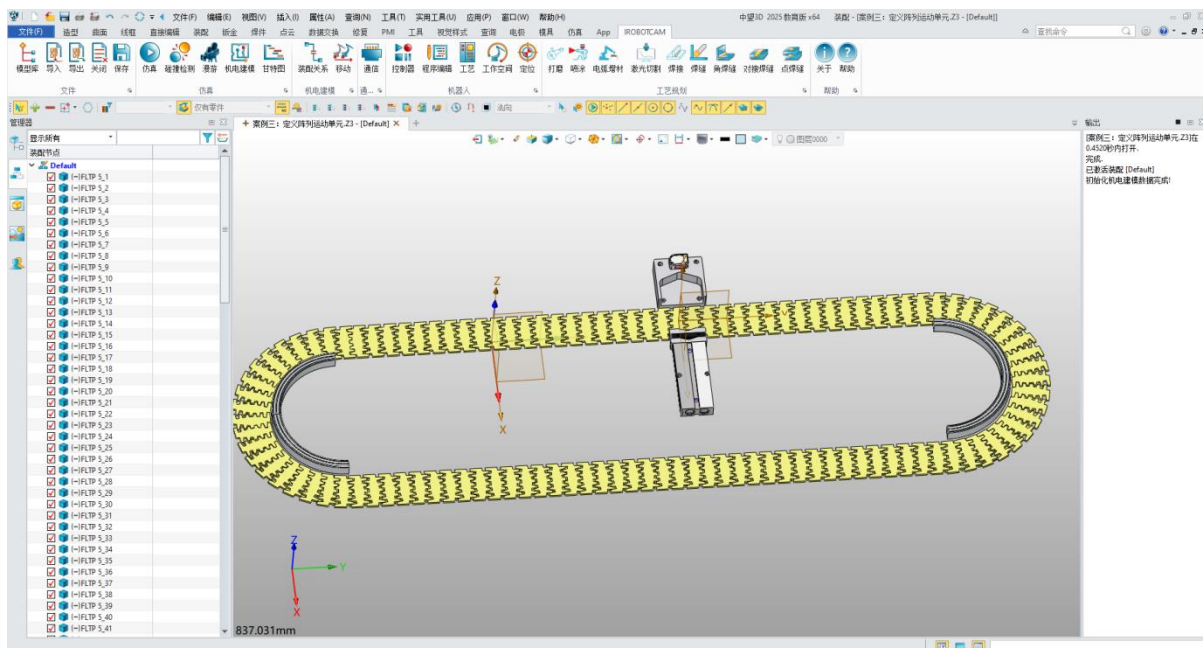 文件(F) 编辑(E) 视图(V) 插入(I) 属性(A) 查询(N) 工具(T) 实用工具(U) 应用(P) 窗口(W) 帮助(H) 中望3D 2025 教育版 x64 装配 - [案例三：定义阵列运动单元.Z3 - [Default]]
文件(F) 造型 曲面 线框 直接编辑 装配 钣金 焊件 点云 数据交换 修复 PMI 工具 视觉样式 查询 电极 模具 仿真 App IROBOTCAM 查找命令
模型库 导入 导出 关闭 保存 仿真 碰撞检测 漫游 机电建模 甘特图 装配关系 移动 通信 控制器 程序编辑 工艺 工作空间 定位 打磨 喷涂 电弧增材 激光切割 焊接 焊缝 角焊缝 对接焊缝 点焊缝 关于 帮助
文件 仿真 机电建模 通... 机器人 工艺规划 帮助
仅有零件 法向
管理器 案例三：定义阵列运动单元.Z3 - [Default] 输出
显示所有 图层0000
装配节点
Default
(-)FLTP 5_1
(-)FLTP 5_2
(-)FLTP 5_3
(-)FLTP 5_4
(-)FLTP 5_5
(-)FLTP 5_6
(-)FLTP 5_7
(-)FLTP 5_8
(-)FLTP 5_9
(-)FLTP 5_10
(-)FLTP 5_11
(-)FLTP 5_12
(-)FLTP 5_13
(-)FLTP 5_14
(-)FLTP 5_15
(-)FLTP 5_16
(-)FLTP 5_17
(-)FLTP 5_18
(-)FLTP 5_19
(-)FLTP 5_20
(-)FLTP 5_21
(-)FLTP 5_22
(-)FLTP 5_23
(-)FLTP 5_24
(-)FLTP 5_25
(-)FLTP 5_26
(-)FLTP 5_27
(-)FLTP 5_28
(-)FLTP 5_29
(-)FLTP 5_30
(-)FLTP 5_31
(-)FLTP 5_32
(-)FLTP 5_33
(-)FLTP 5_34
(-)FLTP 5_35
(-)FLTP 5_36
(-)FLTP 5_37
(-)FLTP 5_38
(-)FLTP 5_39
(-)FLTP 5_40
(-)FLTP 5_41
Z
X
Z
Y
X
837.031mm
[案例三：定义阵列运动单元.Z3]在
0.4520秒内打开.
完成.
已激活装配 [Default]
初始化机电建模数据完成!